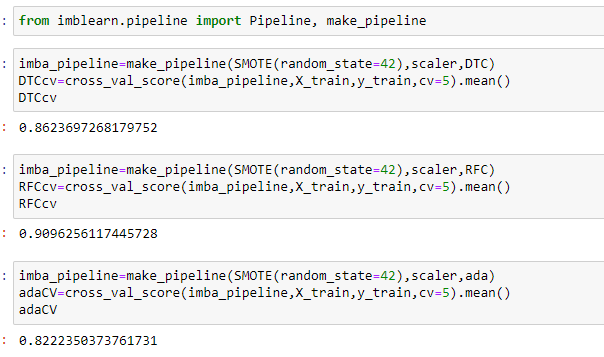 : from imblearn.pipeline import Pipeline, make_pipeline
: imba_pipeline=make_pipeline(SMOTE(random_state=42),scaler,DTC)
DTCcv=cross_val_score(imba_pipeline,X_train,y_train,cv=5).mean()
DTCcv
: 0.8623697268179752
: imba_pipeline=make_pipeline(SMOTE(random_state=42),scaler,RFC)
RFCcv=cross_val_score(imba_pipeline,X_train,y_train,cv=5).mean()
RFCcv
: 0.9096256117445728
: imba_pipeline=make_pipeline(SMOTE(random_state=42),scaler,ada)
adaCV=cross_val_score(imba_pipeline,X_train,y_train,cv=5).mean()
adaCV
: 0.8222350373761731